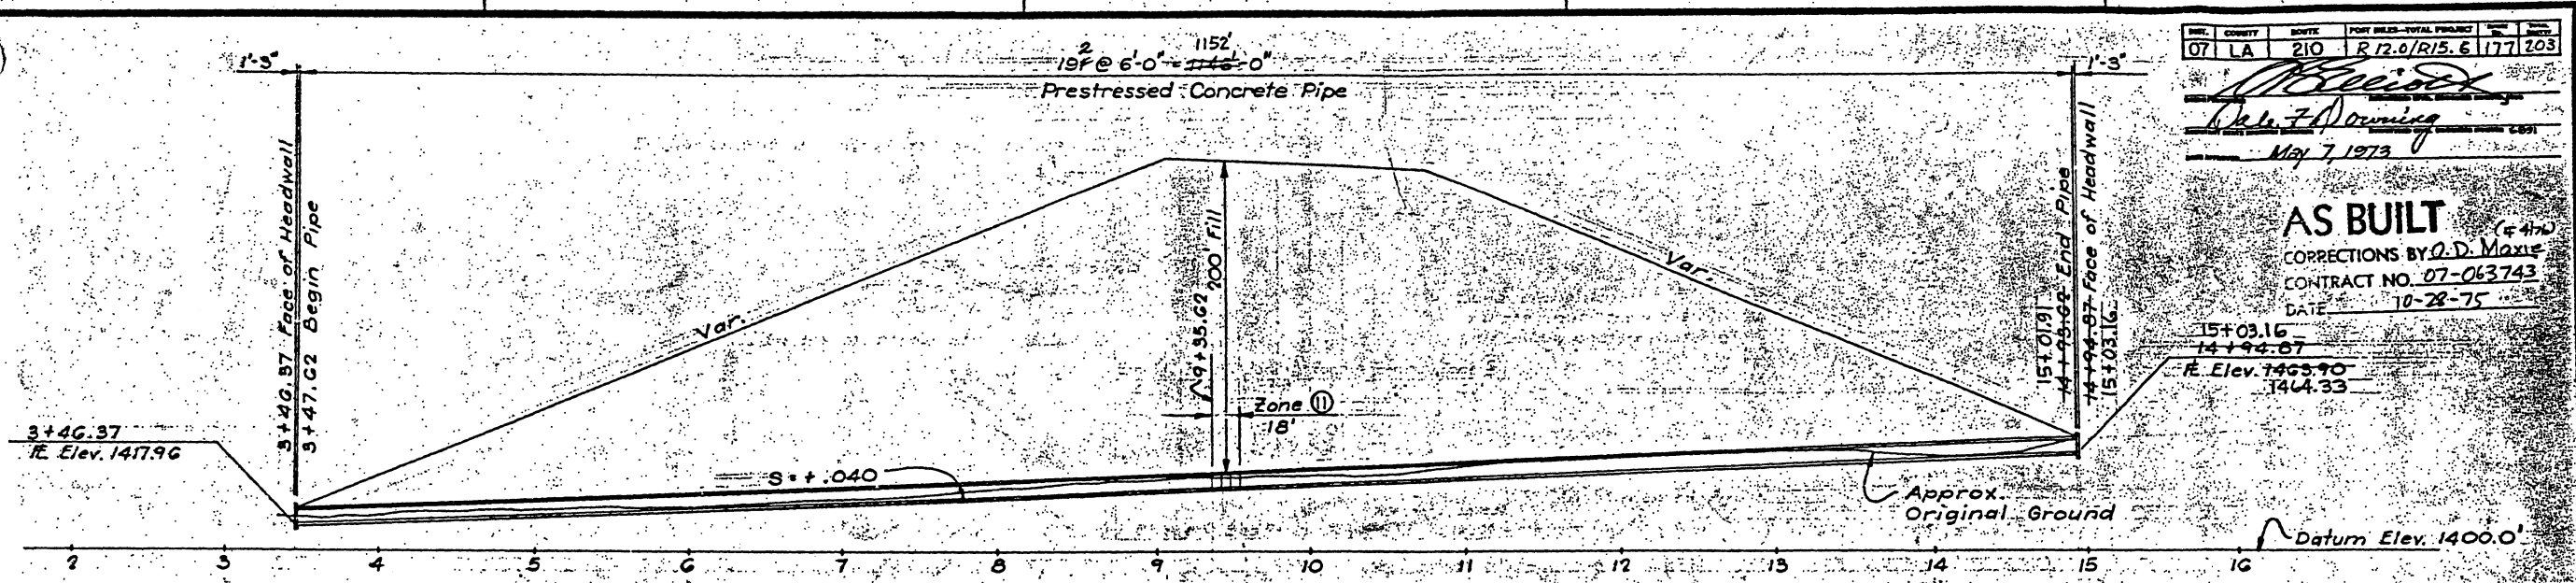 1'-3"
2
1152'
19 @ 6'-0" = 1146'-0"
Prestressed Concrete Pipe
1'-3"
DIST. COUNTY ROUTE POST MILES-TOTAL PROJECT
07 LA 210 R 12.0/R15.6 177 203
Dale F Downing
May 7, 1973
AS BUILT
CORRECTIONS BY O.D. Moxie
CONTRACT NO. 07-063743
DATE 10-28-75
3+46.37 Face of Headwall
3+47.62 Begin Pipe
Var.
200' Fill
9+35.62
Zone 11
18'
Var.
15+01.91
14+93.62 End Pipe
14+94.87 Face of Headwall
15+03.16
15+03.16
14+94.87
Elev. 1463.90
1464.33
3+46.37
Elev. 1417.96
S=+.040
Approx.
Original Ground
Datum Elev. 1400.0'
2 3 4 5 6 7 8 9 10 11 12 13 14 15 16